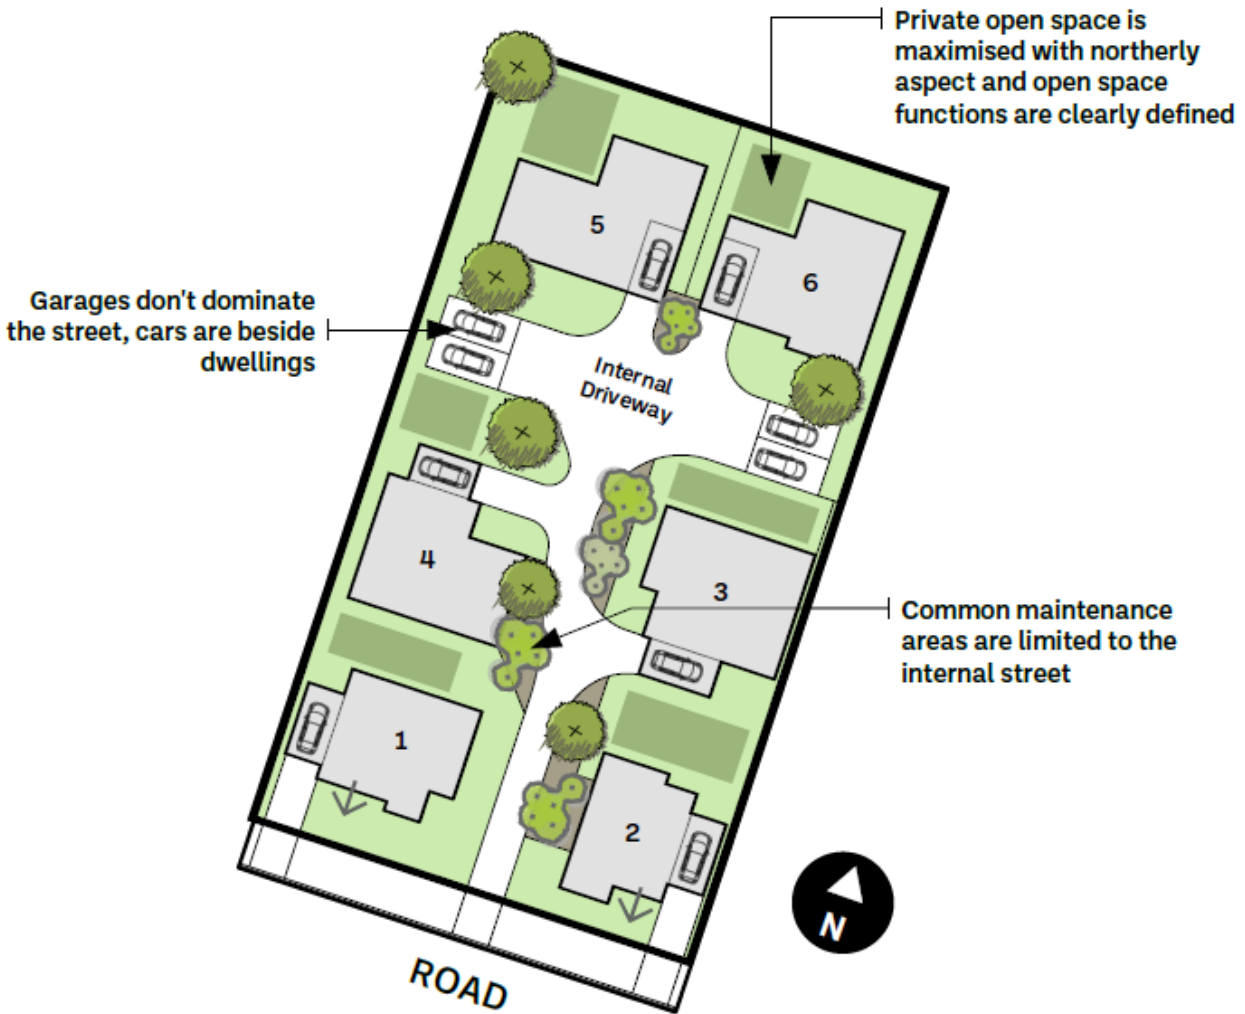 Private open space is
maximised with northerly
aspect and open space
functions are clearly defined
5
6
Garages don't dominate
the street, cars are beside
dwellings
Internal
Driveway
4
3
Common maintenance
areas are limited to the
internal street
1
2
N
ROAD